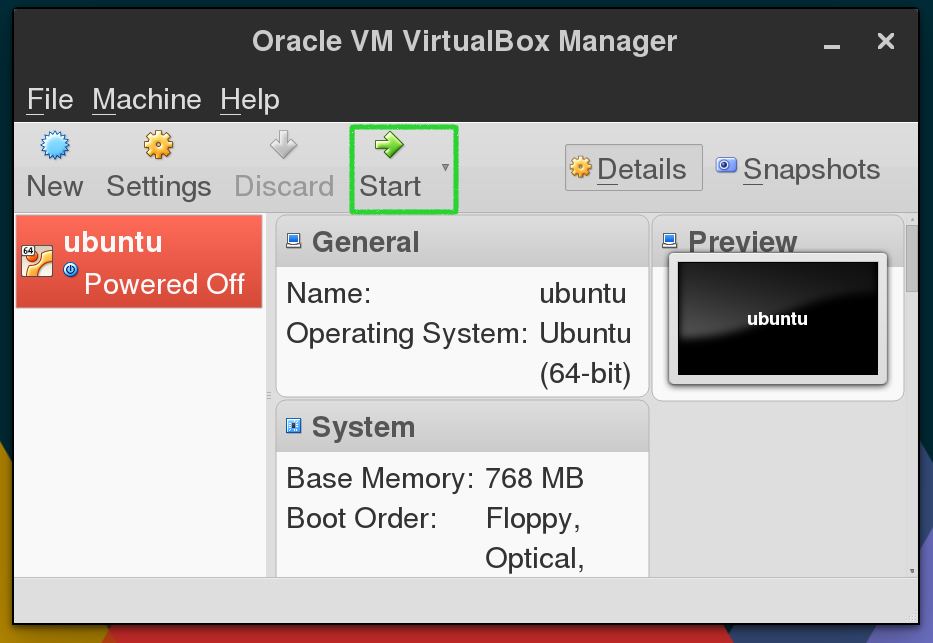 Oracle VM VirtualBox Manager
File Machine Help
New Settings Discard Start Details Snapshots
64
ubuntu
Powered Off
General
Name: ubuntu
Operating System: Ubuntu
(64-bit)
Preview
ubuntu
System
Base Memory: 768 MB
Boot Order: Floppy,
Optical,